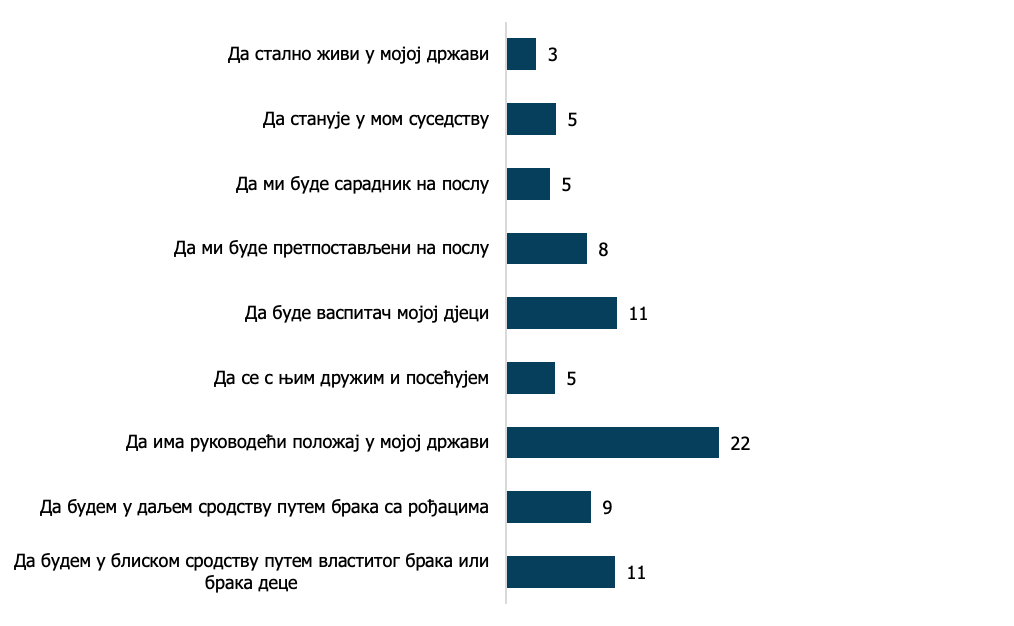 Да стално живи у мојој држави 3
Да станује у мом суседству 5
Да ми буде сарадник на послу 5
Да ми буде претпостављени на послу 8
Да буде васпитач мојој дјеци 11
Да се с њим дружим и посећујем 5
Да има руководећи положај у мојој држави 22
Да будем у даљем сродству путем брака са рођацима 9
Да будем у блиском сродству путем властитог брака или
брака деце 11